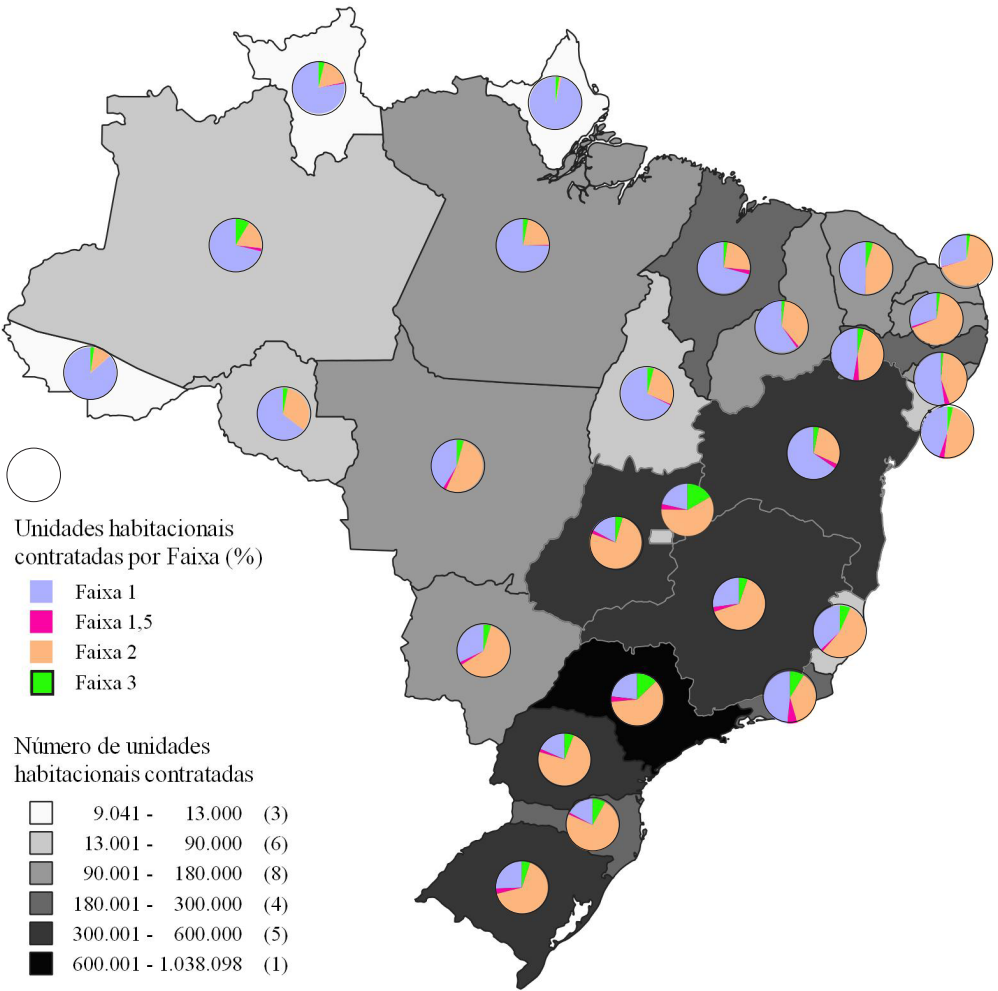 Unidades habitacionais
contratadas por Faixa (%)
Faixa 1
Faixa 1,5
Faixa 2
Faixa 3
Número de unidades
habitacionais contratadas
9.041 - 13.000 (3)
13.001 - 90.000 (6)
90.001 - 180.000 (8)
180.001 - 300.000 (4)
300.001 - 600.000 (5)
600.001 - 1.038.098 (1)